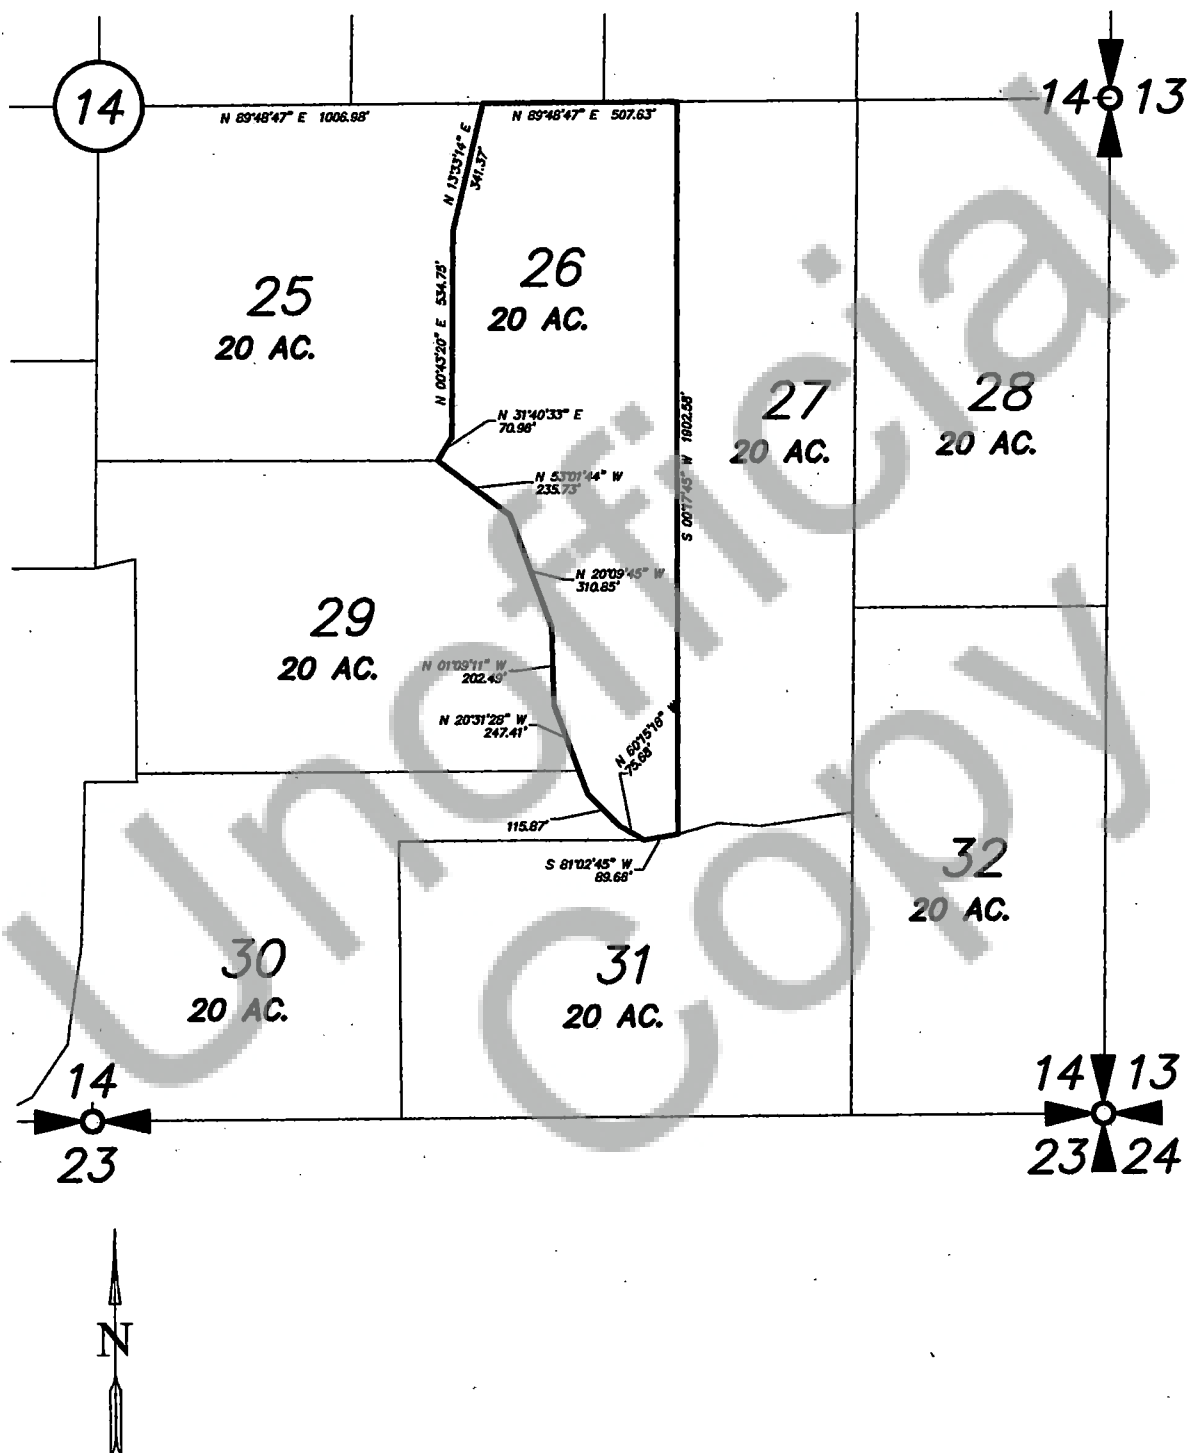 14
14
13
N 89°48'47" E 1006.98'
N 89°48'47" E 507.63'
N 13°33'14" E
341.37'
25
20 AC.
26
20 AC.
N 00°43'20" E 534.75'
27
20 AC.
28
20 AC.
N 31°40'33" E
70.96'
S 00°17'45" W 1902.58'
N 53°01'44" W
235.73'
N 20°09'45" W
310.85'
29
20 AC.
N 01°09'11" W
202.49'
N 20°31'28" W
247.41'
N 60°15'18" W
75.68'
115.87'
S 81°02'45" W
89.68'
32
20 AC.
30
20 AC.
31
20 AC.
14
23
14
13
23
24
N
Unofficial
Copy